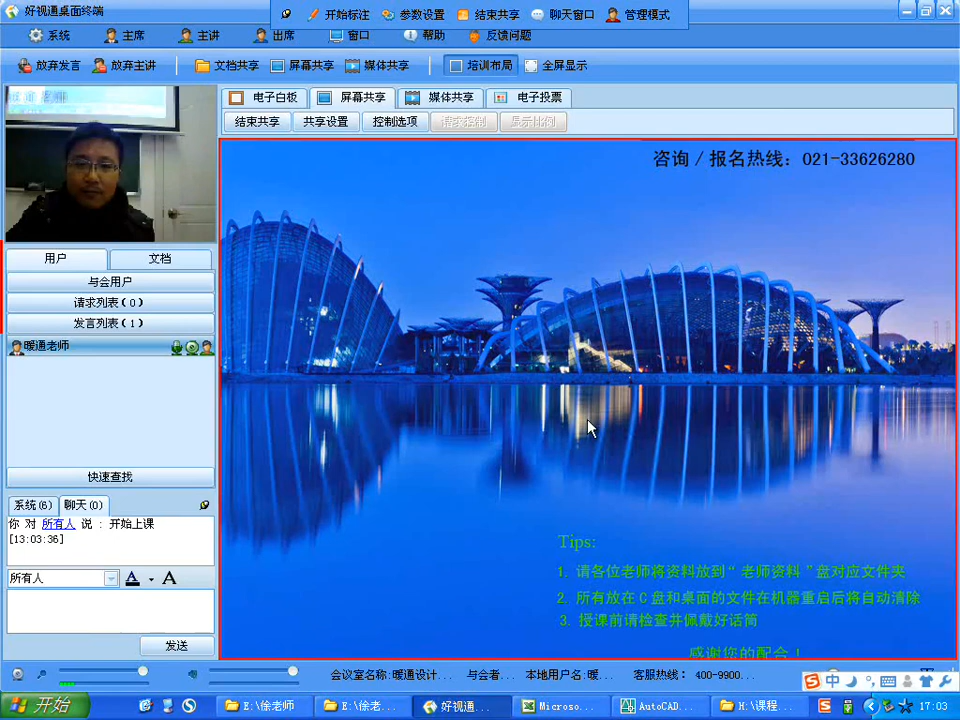 好视通桌面终端
开始标注 参数设置 结束共享 聊天窗口 管理模式
系统 主席 主讲 出席 窗口 帮助 反馈问题
放弃发言 放弃主讲 文档共享 屏幕共享 媒体共享 培训布局 全屏显示
电子白板 屏幕共享 媒体共享 电子投票
结束共享 共享设置 控制选项 请求控制 显示比例
咨询 / 报名热线：021-33626280
用户 文档
与会用户
请求列表(0)
发言列表(1)
暖通老师
快速查找
系统(6) 聊天(0)
你 对 所有人 说 : 开始上课
[13:03:36]
所有人 A A
发送
Tips:
1. 请各位老师将资料放到“老师资料”盘对应文件夹
2. 所有放在C盘和桌面的文件在机器重启后将自动清除
3. 授课前请检查并佩戴好话筒
感谢你的配合！
会议室名称:暖通设计... 与会者... 本地用户名:暖... 客服热线: 400-9900...
中
开始 E:\徐老师 E:\徐老... 好视通... Microso... AutoCAD... H:\课程... 17:03